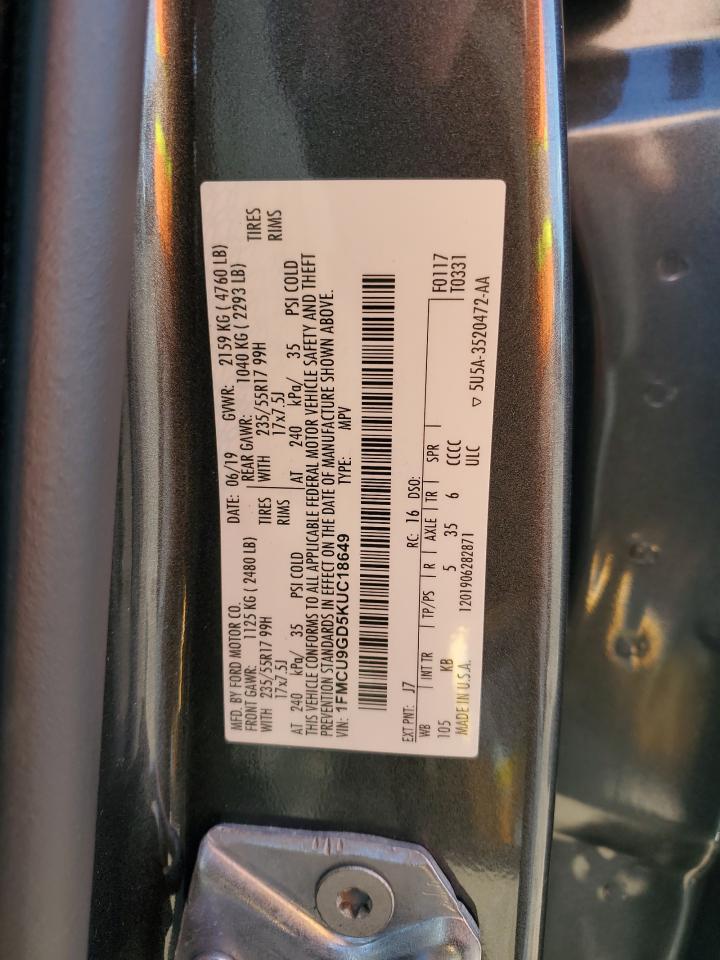 MFD. BY FORD MOTOR CO. DATE: 06/19 GVWR: 2159 KG ( 4760 LB)
FRONT GAWR: 1125 KG ( 2480 LB) REAR GAWR: 1040 KG ( 2293 LB)
WITH 235/55R17 99H TIRES WITH 235/55R17 99H TIRES
17x7.5J RIMS 17x7.5J RIMS
AT 240 kPa/ 35 PSI COLD AT 240 kPa/ 35 PSI COLD
THIS VEHICLE CONFORMS TO ALL APPLICABLE FEDERAL MOTOR VEHICLE SAFETY AND THEFT
PREVENTION STANDARDS IN EFFECT ON THE DATE OF MANUFACTURE SHOWN ABOVE.
VIN: 1FMCU9GD5KUC18649 TYPE: MPV
EXT PNT: J7 RC: 16 DSO: F0117
WB INT TR TP/PS R AXLE TR SPR T0331
105 KB 5 35 6 CCCC
MADE IN U.S.A. 1201906282871 ULC ▽ 5U5A-3520472-AA